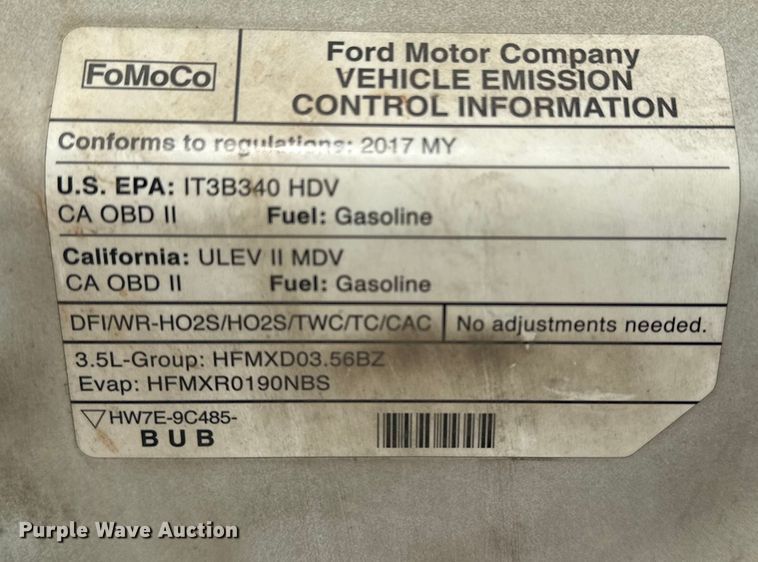 FoMoCo
Ford Motor Company
VEHICLE EMISSION
CONTROL INFORMATION
Conforms to regulations: 2017 MY
U.S. EPA: IT3B340 HDV
CA OBD II Fuel: Gasoline
California: ULEV II MDV
CA OBD II Fuel: Gasoline
DFI/WR-HO2S/HO2S/TWC/TC/CAC No adjustments needed.
3.5L-Group: HFMXD03.56BZ
Evap: HFMXR0190NBS
HW7E-9C485-
BUB
Purple Wave Auction